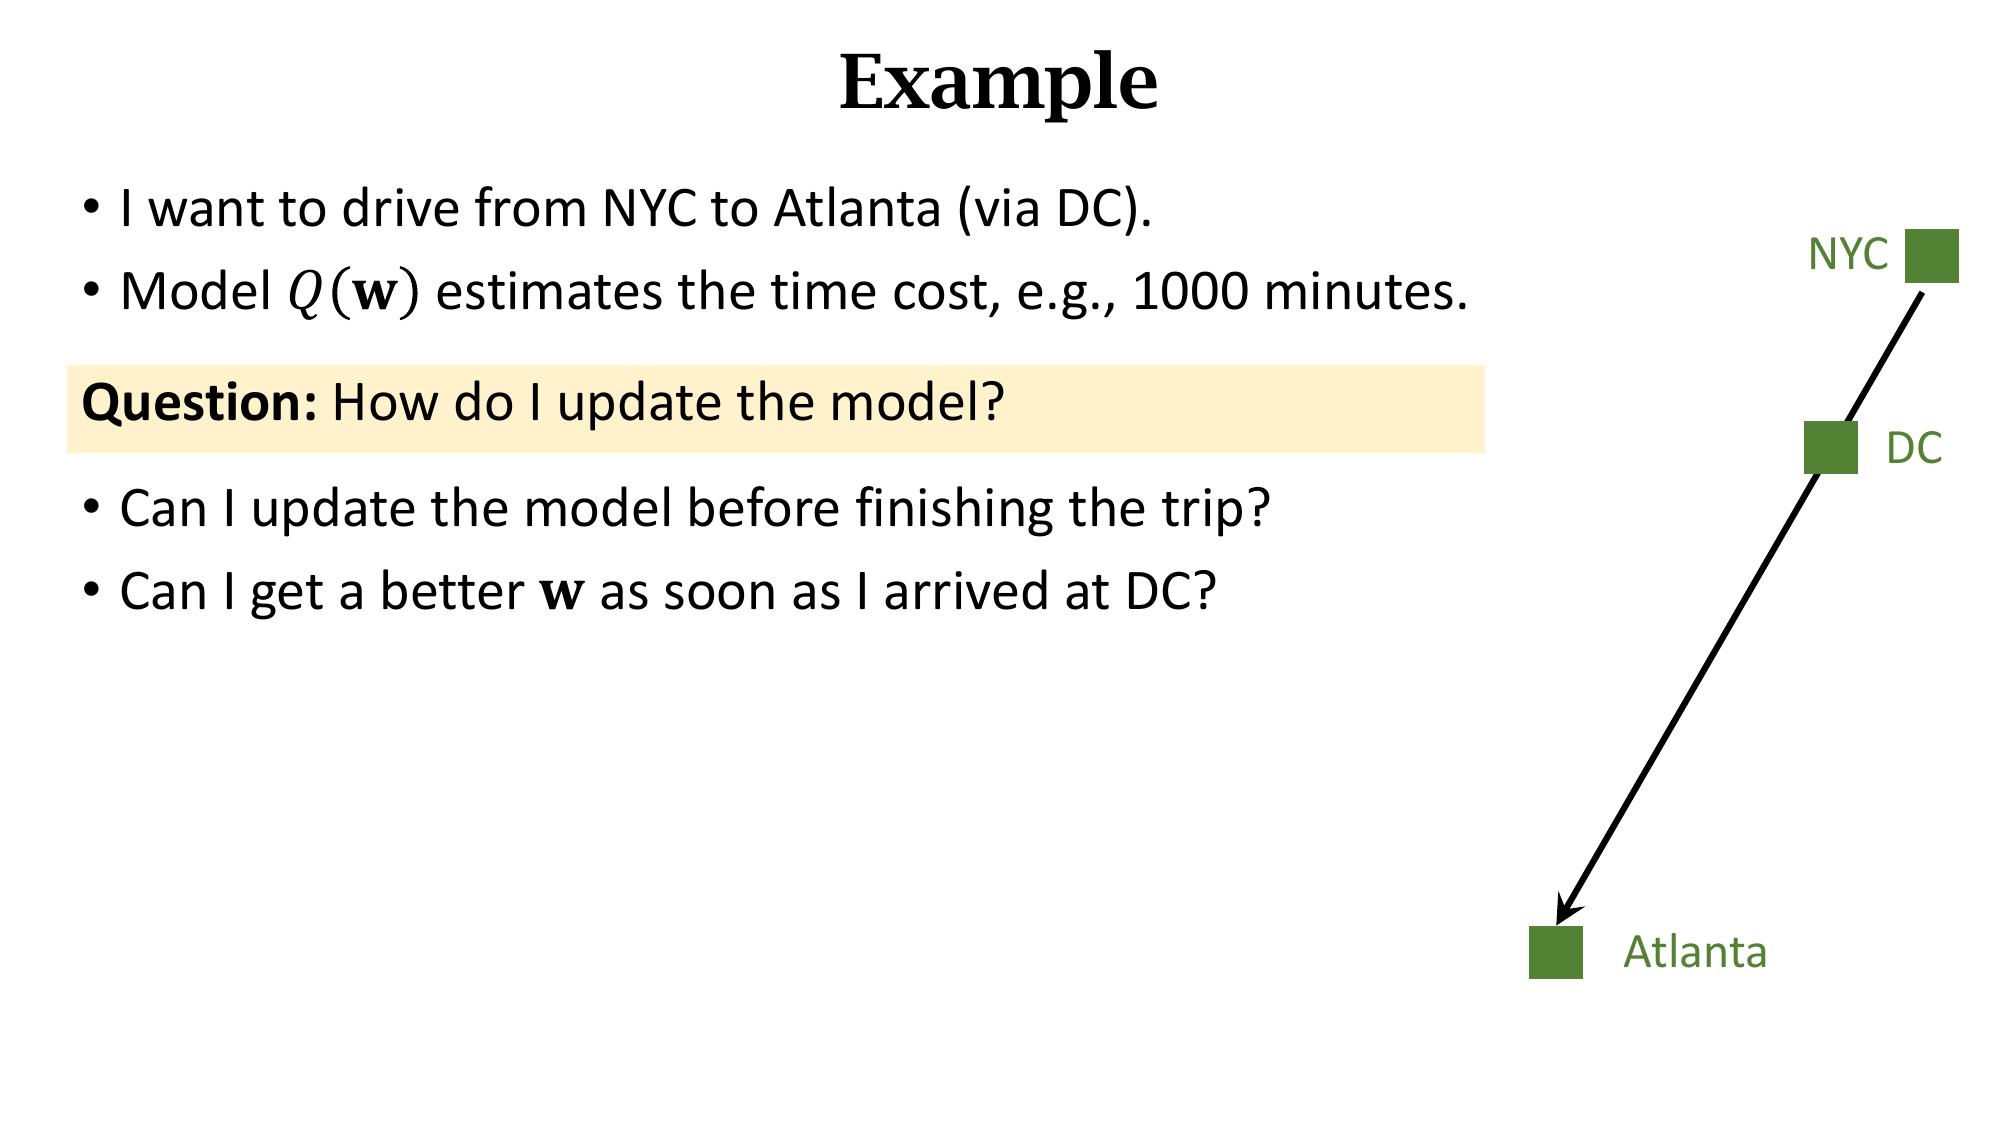 Example
• I want to drive from NYC to Atlanta (via DC).
• Model Q(w) estimates the time cost, e.g., 1000 minutes.
Question: How do I update the model?
• Can I update the model before finishing the trip?
• Can I get a better w as soon as I arrived at DC?
NYC
DC
Atlanta